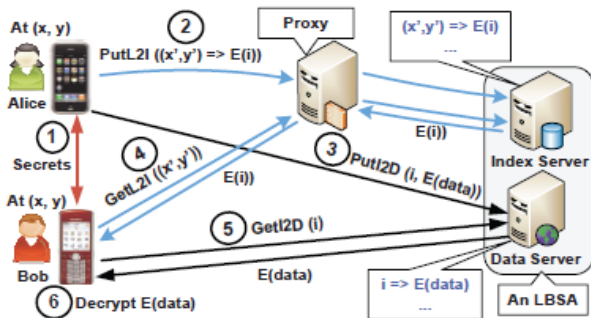 At (x, y)
Alice
2
PutL2I ((x',y') => E(i))
Proxy
(x',y') => E(i)
...
E(i))
Index Server
1
Secrets
4
GetL2I ((x',y'))
E(i))
3
PutI2D (i, E(data))
At (x, y)
Bob
5
GetI2D (i)
E(data)
Data Server
i => E(data)
...
An LBSA
6
Decrypt E(data)